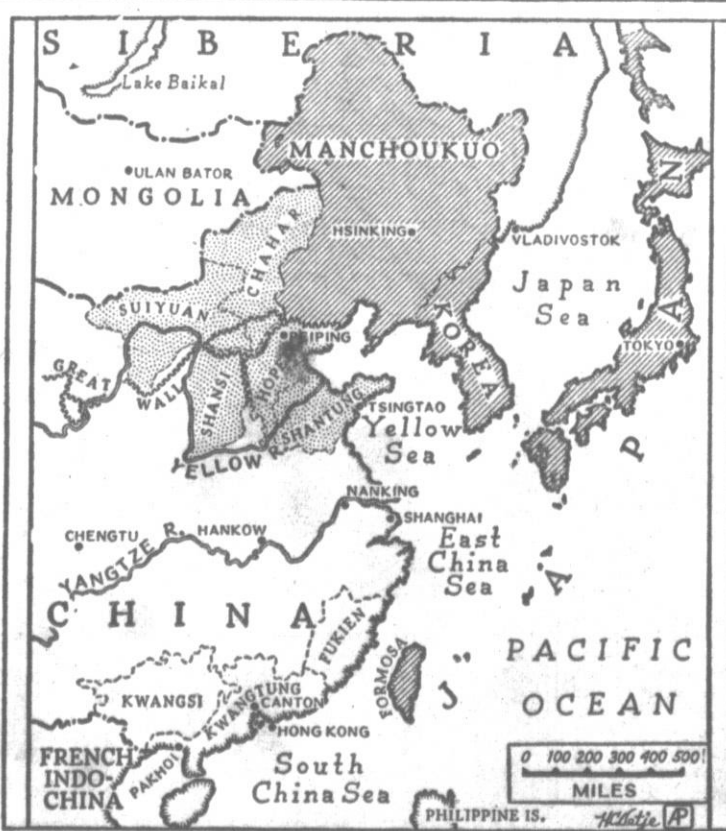 SIBERIA
Lake Baikal
MANCHOUKUO
ULAN BATOR
MONGOLIA
HSINKING
VLADIVOSTOK
CHAHAR
Japan
Sea
SUIYUAN
KOREA
PEIPING
TOKYO
GREAT
WALL
SHANSI
HOPEI
SHANTUNG
TSINGTAO
Yellow
Sea
YELLOW R.
JAPAN
NANKING
SHANGHAI
CHENGTU
HANKOW
YANGTZE R.
East
China
Sea
CHINA
FUKIEN
FORMOSA
PACIFIC
OCEAN
KWANGSI
KWANGTUNG
CANTON
HONG KONG
FRENCH
INDO-
CHINA
PAKHOI
South
China Sea
0 100 200 300 400 500
MILES
PHILIPPINE IS.
AP